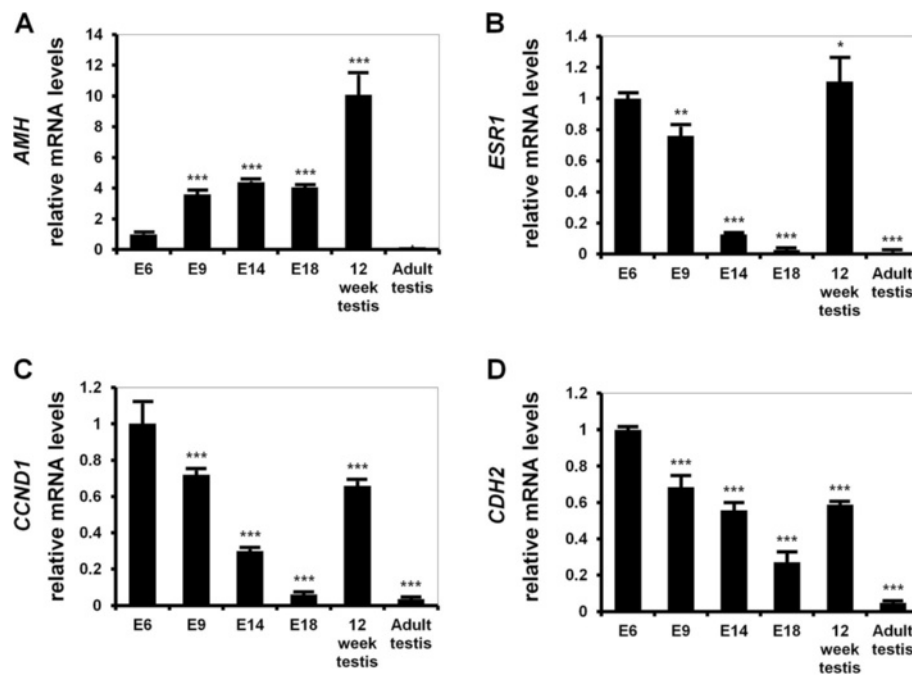 A
AMH
relative mRNA levels
14
12
10
8
6
4
2
0
***
***
***
***
E6
E9
E14
E18
12
week
testis
Adult
testis
B
ESR1
relative mRNA levels
1.4
1.2
1
0.8
0.6
0.4
0.2
0
**
***
***
*
***
E6
E9
E14
E18
12
week
testis
Adult
testis
C
CCND1
relative mRNA levels
1.2
1
0.8
0.6
0.4
0.2
0
***
***
***
***
***
E6
E9
E14
E18
12
week
testis
Adult
testis
D
CDH2
relative mRNA levels
1.2
1
0.8
0.6
0.4
0.2
0
***
***
***
***
***
E6
E9
E14
E18
12
week
testis
Adult
testis